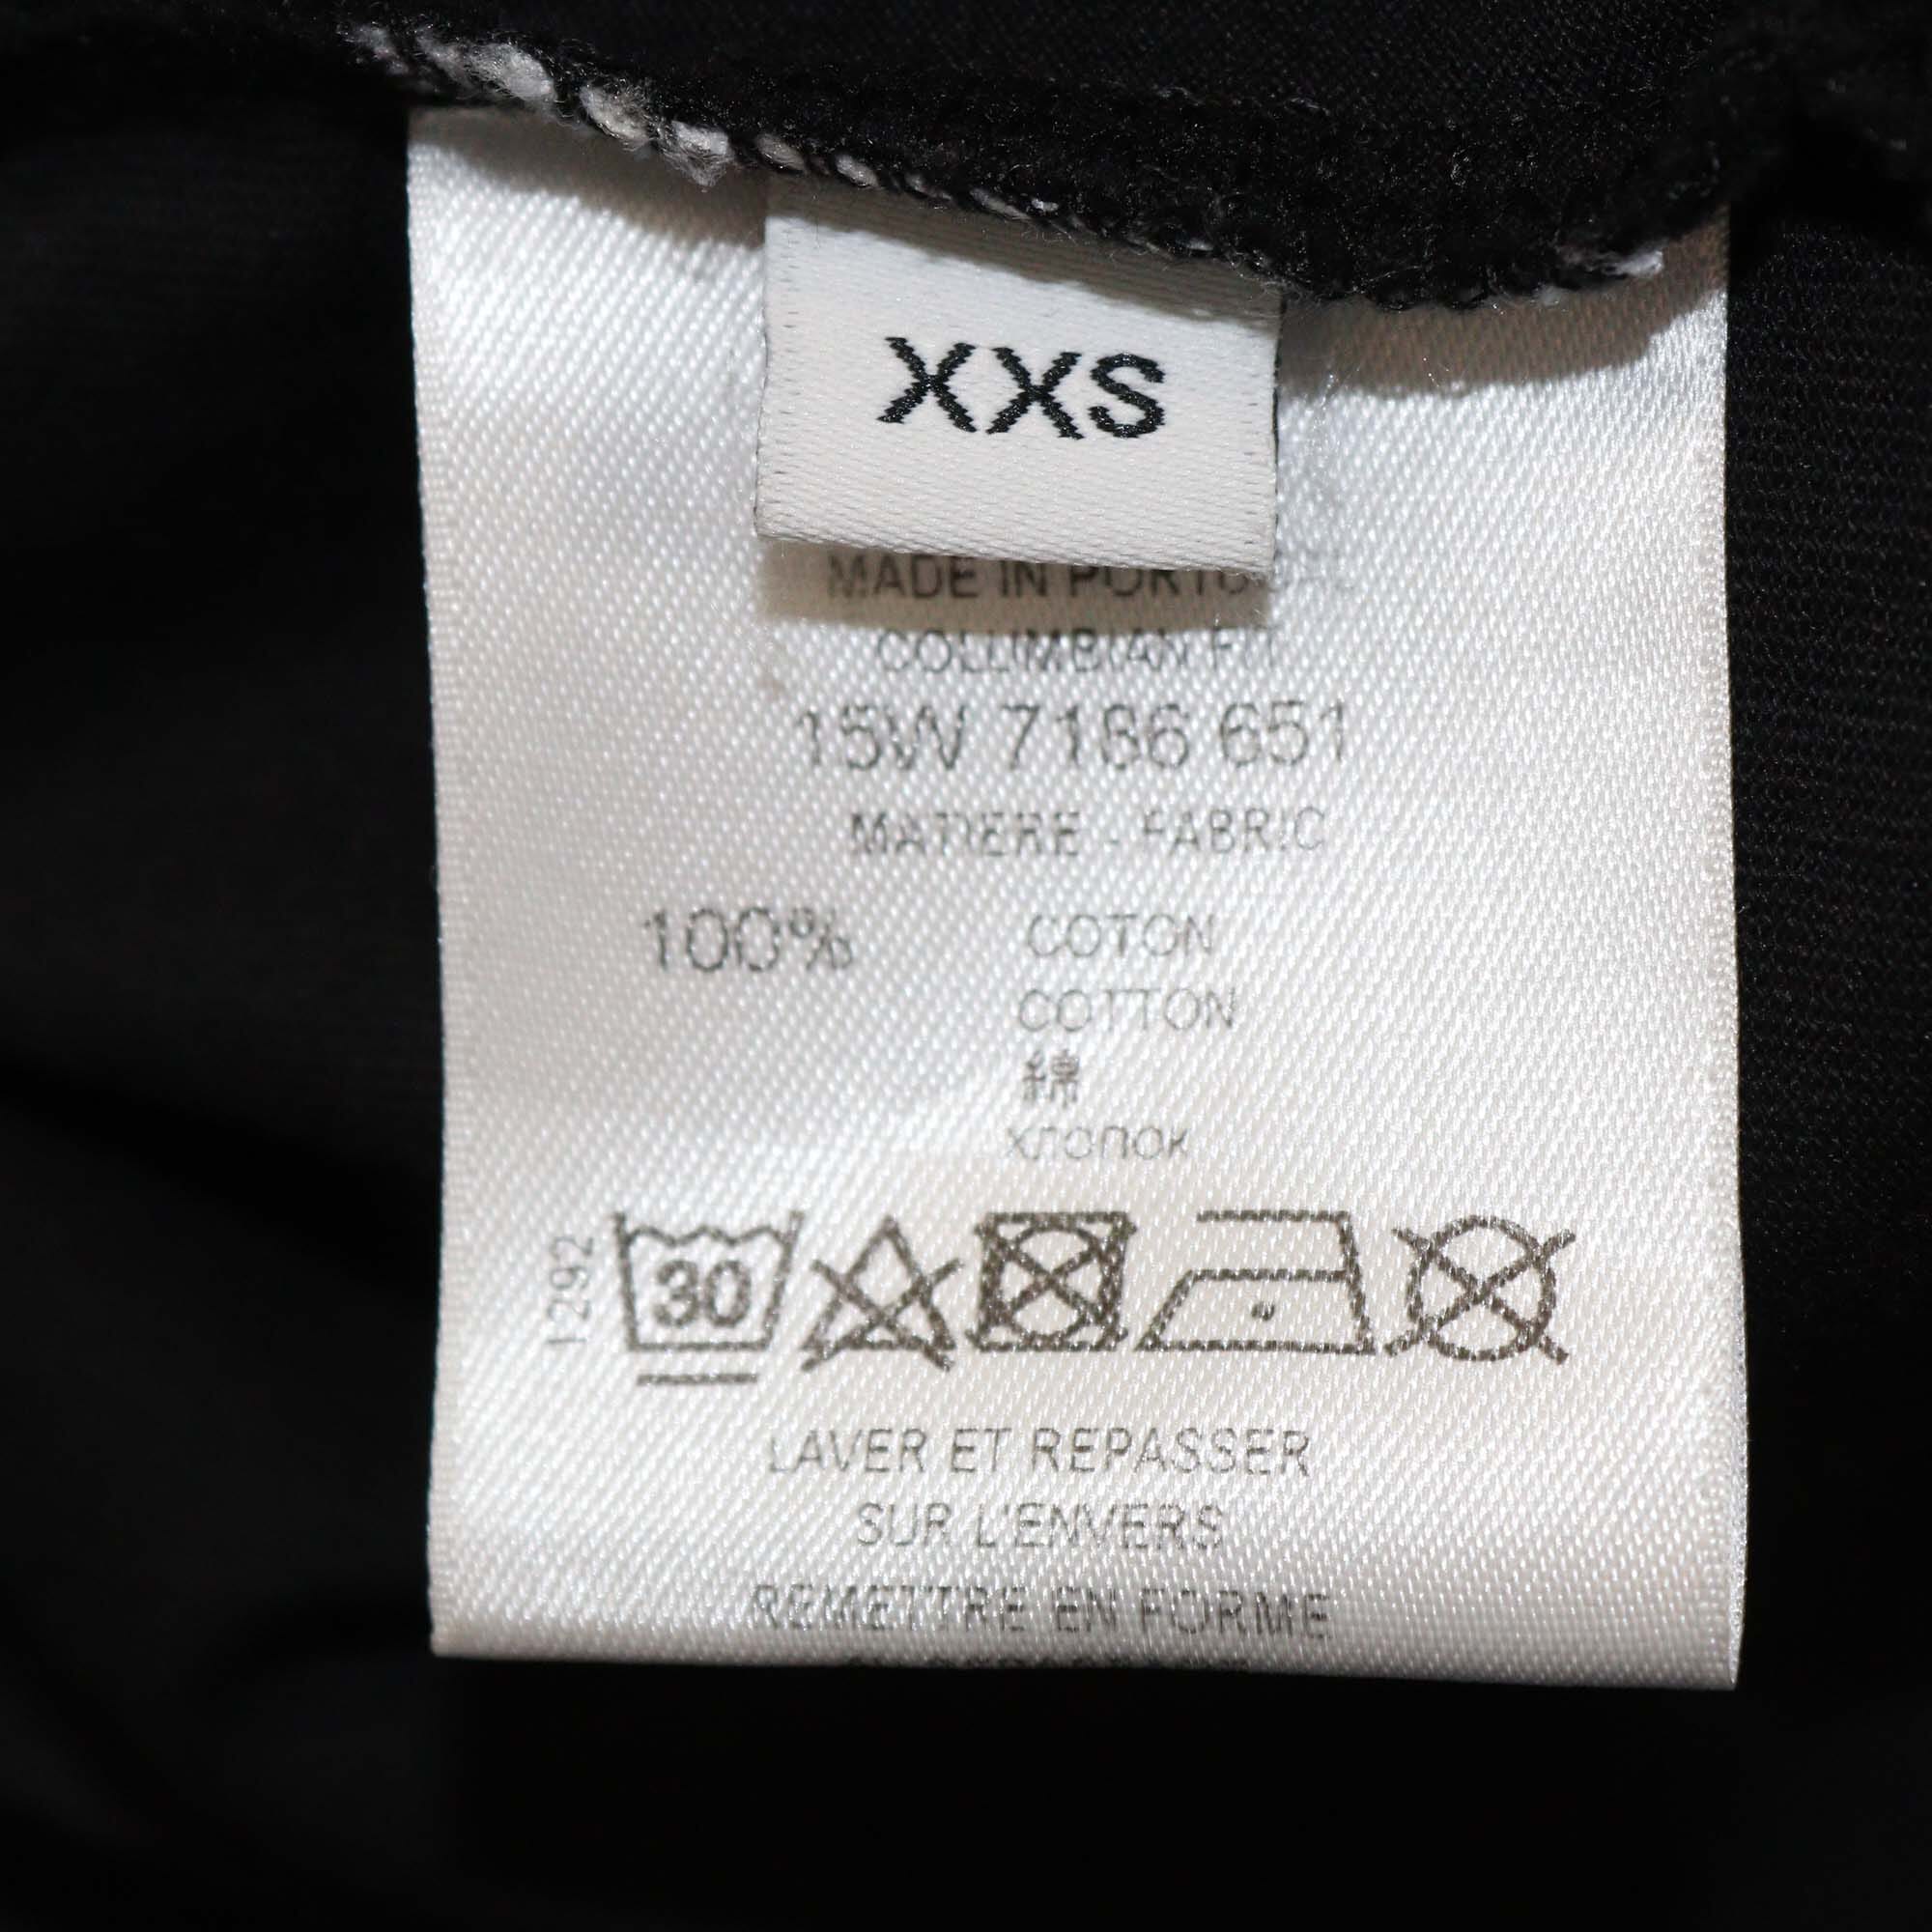 XXS
MADE IN PORTUGAL
COLUMBIAN FIT
15W 7186 651
MATIERE - FABRIC
100% COTON
COTTON
綿
хлопок
1292
30
LAVER ET REPASSER
SUR L'ENVERS
REMETTRE EN FORME